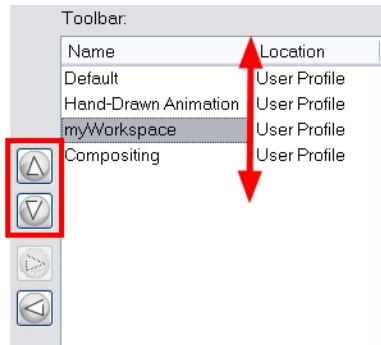 Toolbar:
Name Location
Default User Profile
Hand-Drawn Animation User Profile
myWorkspace User Profile
Compositing User Profile